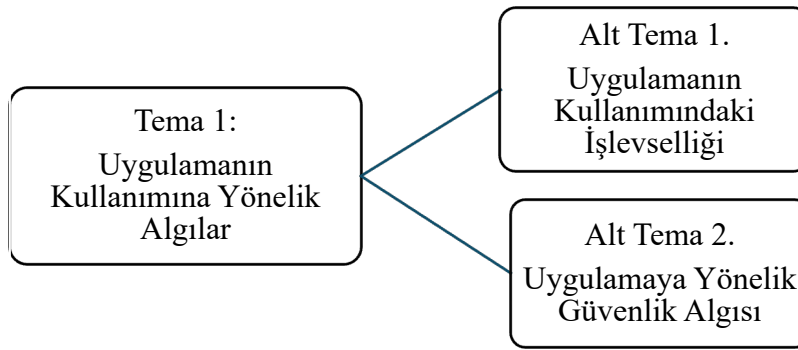 Tema 1:
Uygulamanın
Kullanımına Yönelik
Algılar
Alt Tema 1.
Uygulamanın
Kullanımındaki
İşlevselliği
Alt Tema 2.
Uygulamaya Yönelik
Güvenlik Algısı